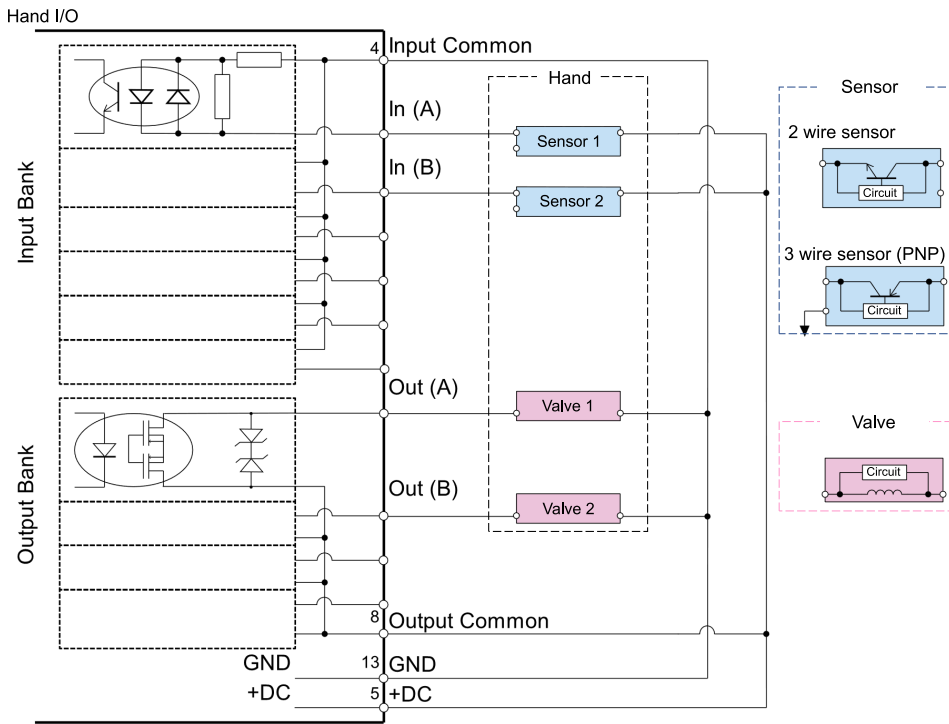 Hand I/O
4 Input Common
Hand
Sensor
In (A)
Sensor 1
2 wire sensor
Circuit
In (B)
Sensor 2
Input Bank
3 wire sensor (PNP)
Circuit
Out (A)
Valve 1
Valve
Circuit
Output Bank
Out (B)
Valve 2
8 Output Common
GND 13 GND
+DC 5 +DC